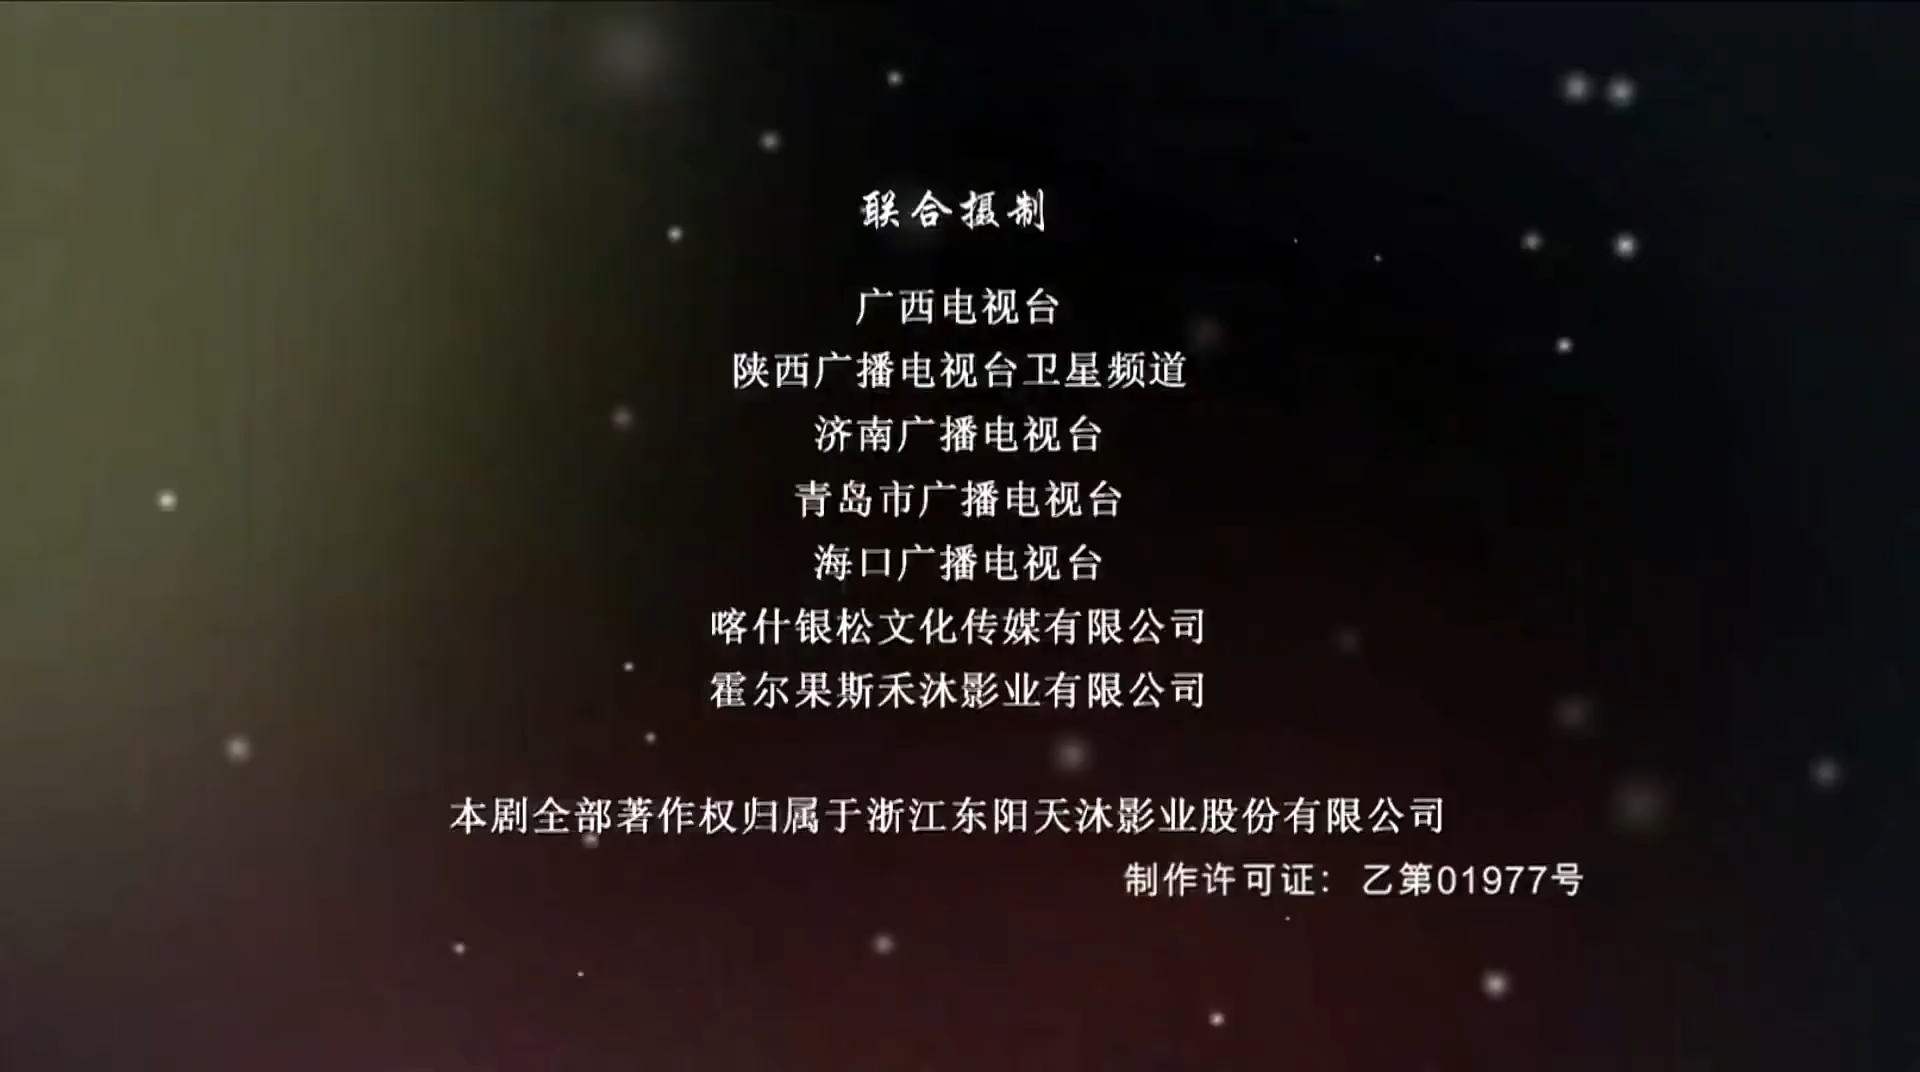 联合摄制
广西电视台
陕西广播电视台卫星频道
济南广播电视台
青岛市广播电视台
海口广播电视台
喀什银松文化传媒有限公司
霍尔果斯禾沐影业有限公司
本剧全部著作权归属于浙江东阳天沐影业股份有限公司
制作许可证： 乙第01977号